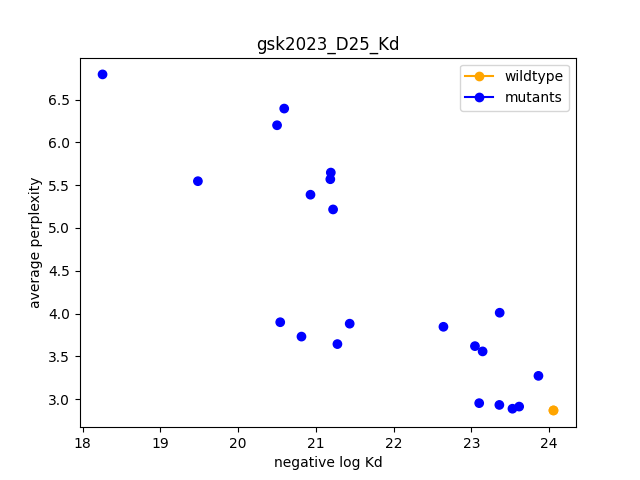 gsk2023_D25_Kd
wildtype
mutants
average perplexity
6.5
6.0
5.5
5.0
4.5
4.0
3.5
3.0
18 19 20 21 22 23 24
negative log Kd